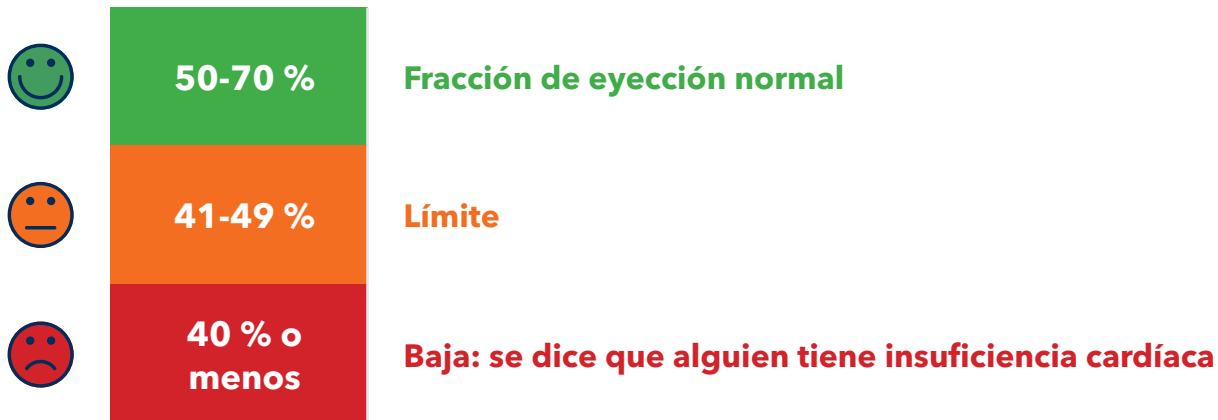 50-70 %
Fracción de eyección normal
41-49 %
Límite
40 % o
menos
Baja: se dice que alguien tiene insuficiencia cardíaca